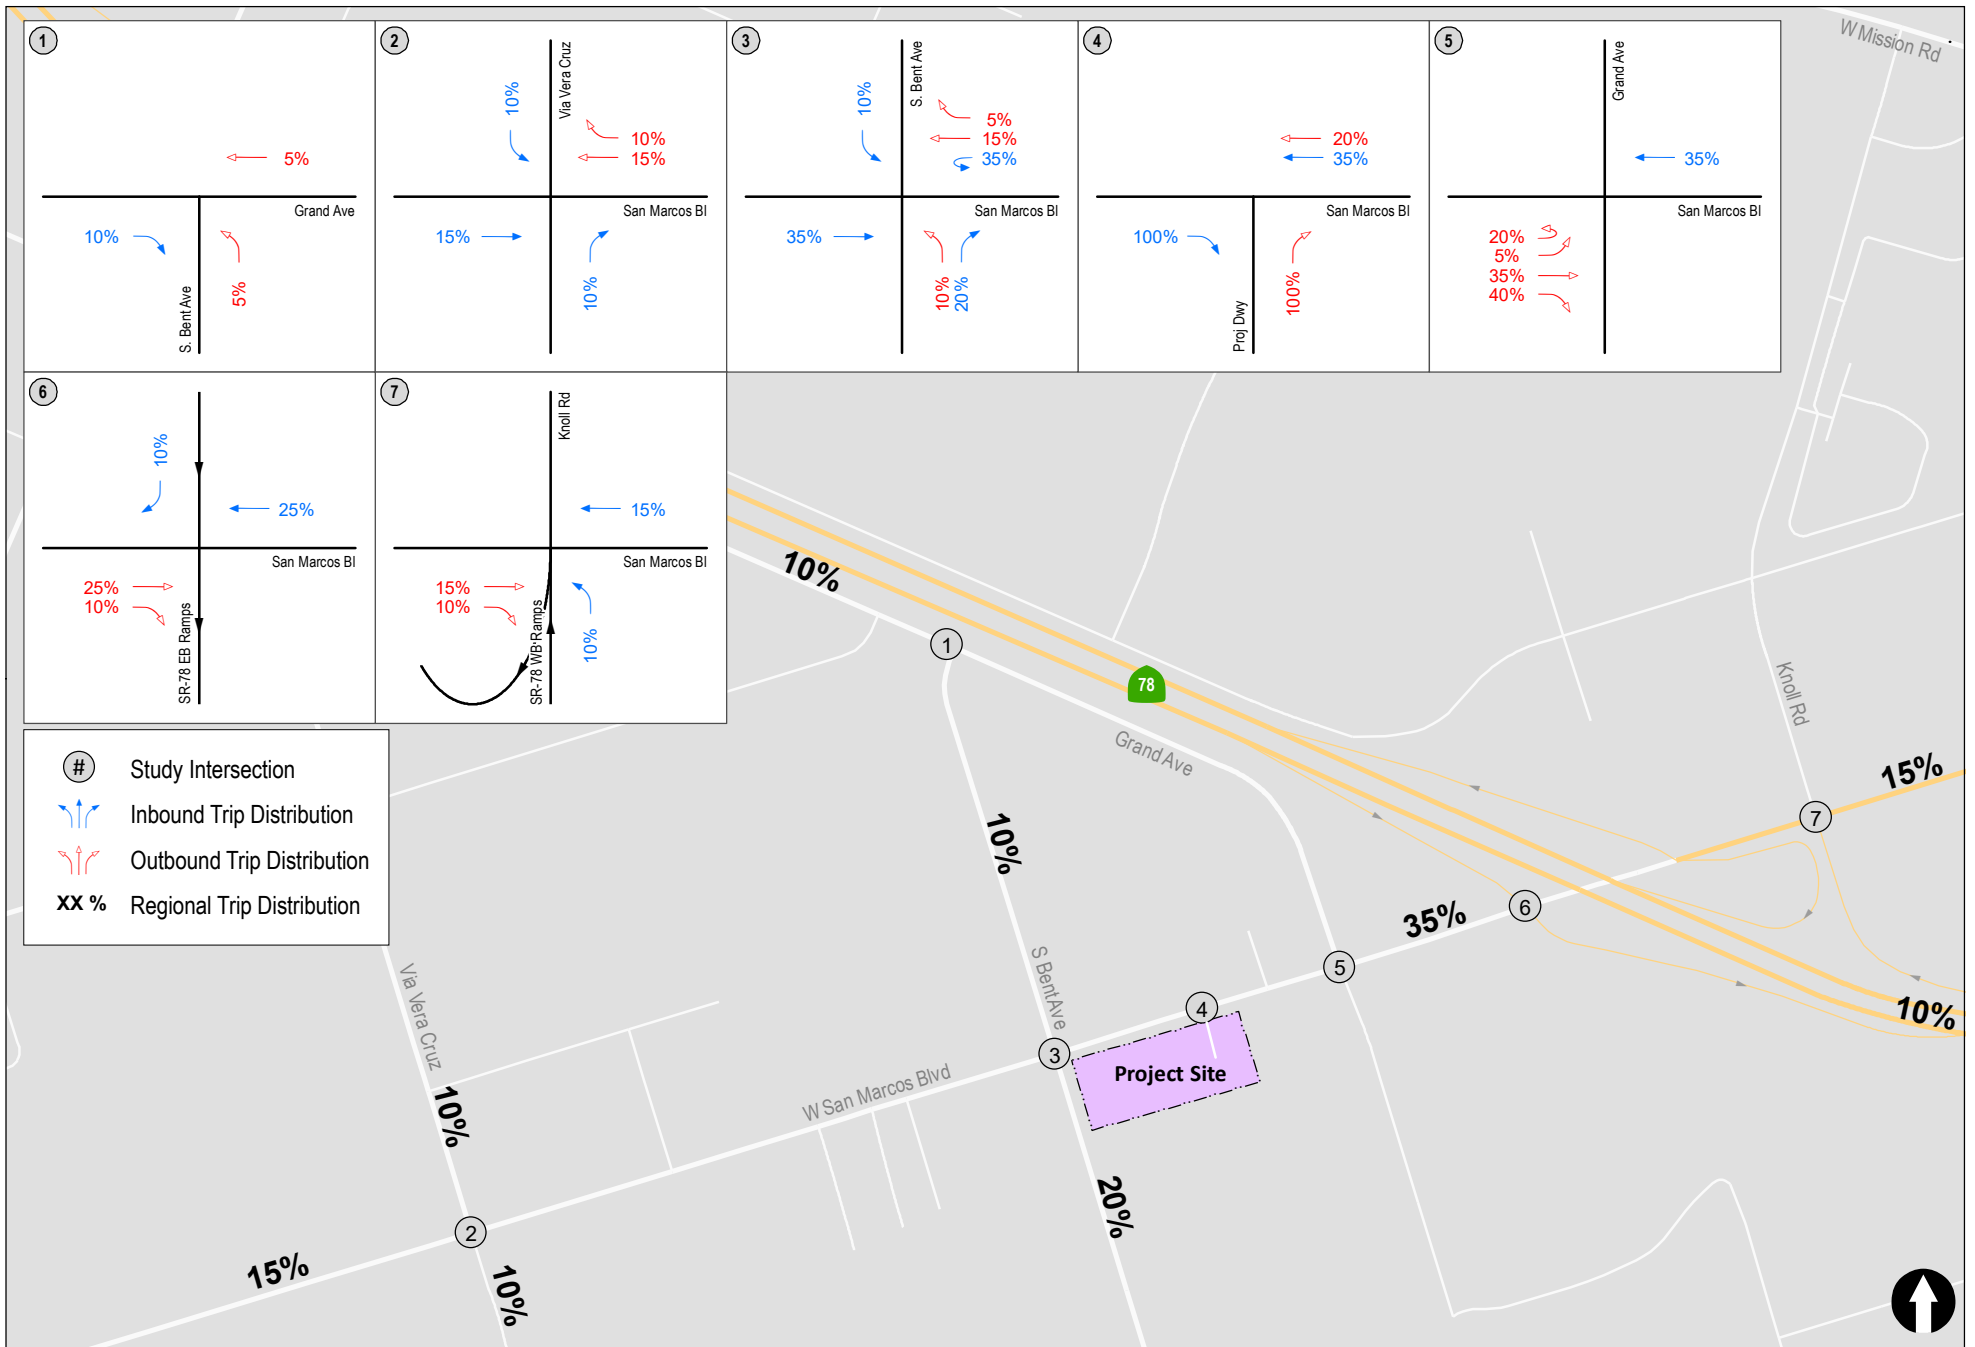 1
5%
Grand Ave
10%
S. Bent Ave
5%
2
Via Vera Cruz
10%
10%
15%
San Marcos Bl
15%
10%
3
S. Bent Ave
10%
5%
15%
35%
San Marcos Bl
35%
10%
20%
4
20%
35%
San Marcos Bl
100%
Proj Dwy
100%
5
Grand Ave
35%
San Marcos Bl
20%
5%
35%
40%
6
10%
25%
San Marcos Bl
25%
10%
SR-78 EB Ramps
7
Knoll Rd
15%
San Marcos Bl
15%
10%
SR-78 WB Ramps
10%
# Study Intersection
Inbound Trip Distribution
Outbound Trip Distribution
XX % Regional Trip Distribution
W Mission Rd
10%
1
78
Grand Ave
Knoll Rd
15%
7
10%
35%
6
S Bent Ave
5
10%
4
3
Project Site
Via Vera Cruz
10%
W San Marcos Blvd
20%
2
15%
10%